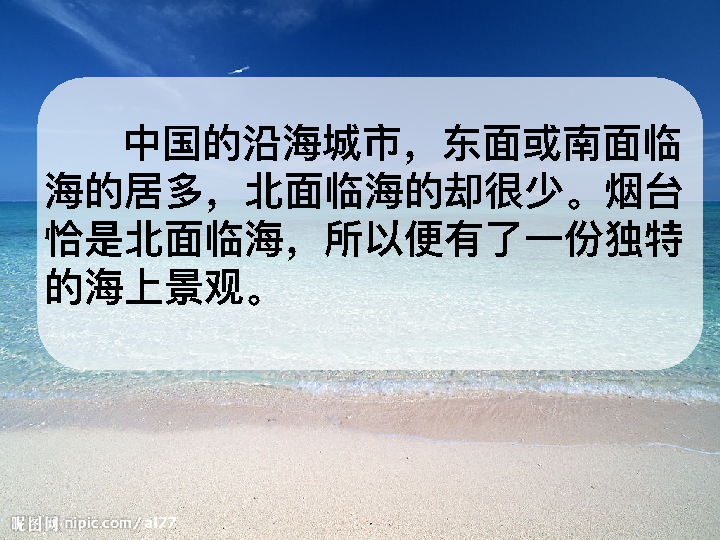 中国的沿海城市，东面或南面临
海的居多，北面临海的却很少。烟台
恰是北面临海，所以便有了一份独特
的海上景观。
昵图网 nipic.com/al77